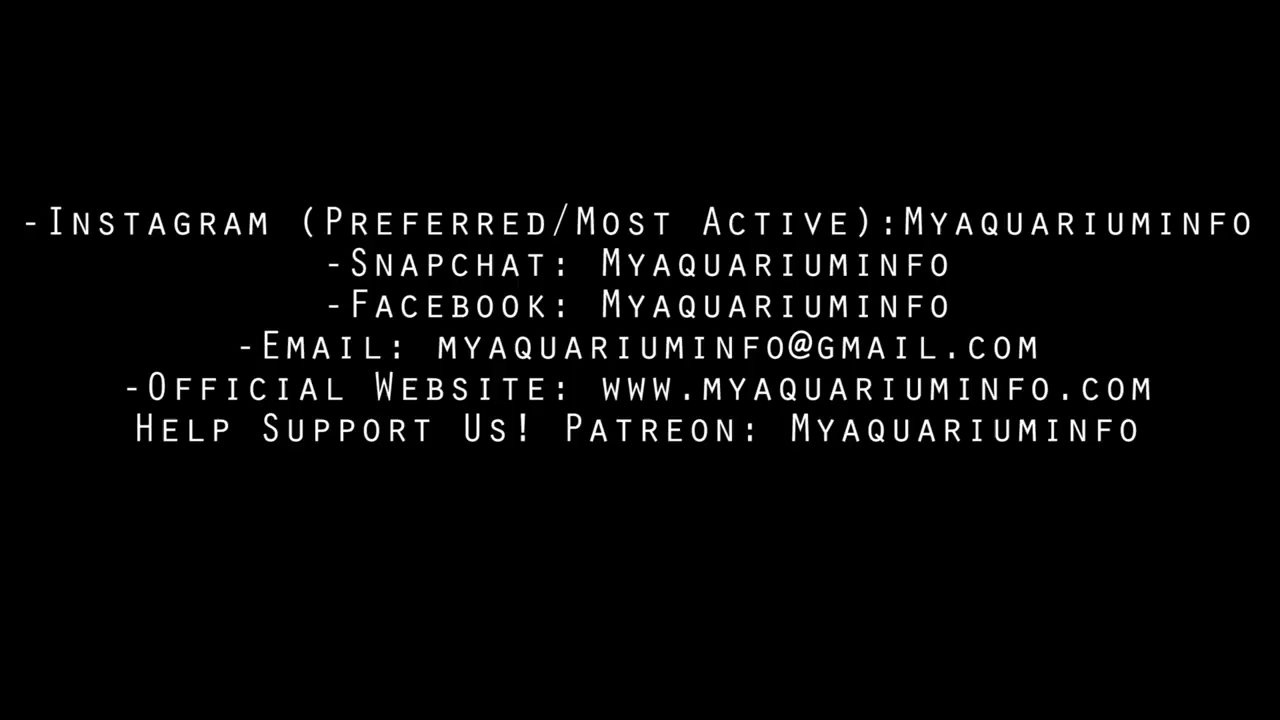 -Instagram (Preferred/Most Active):Myaquariuminfo
-Snapchat: Myaquariuminfo
-Facebook: Myaquariuminfo
-Email: myaquariuminfo@gmail.com
-Official Website: www.myaquariuminfo.com
Help Support Us! Patreon: Myaquariuminfo